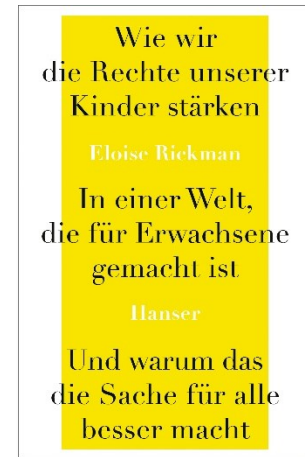 Wie wir
die Rechte unserer
Kinder stärken
Eloise Rickman
In einer Welt,
die für Erwachsene
gemacht ist
Hanser
Und warum das
die Sache für alle
besser macht